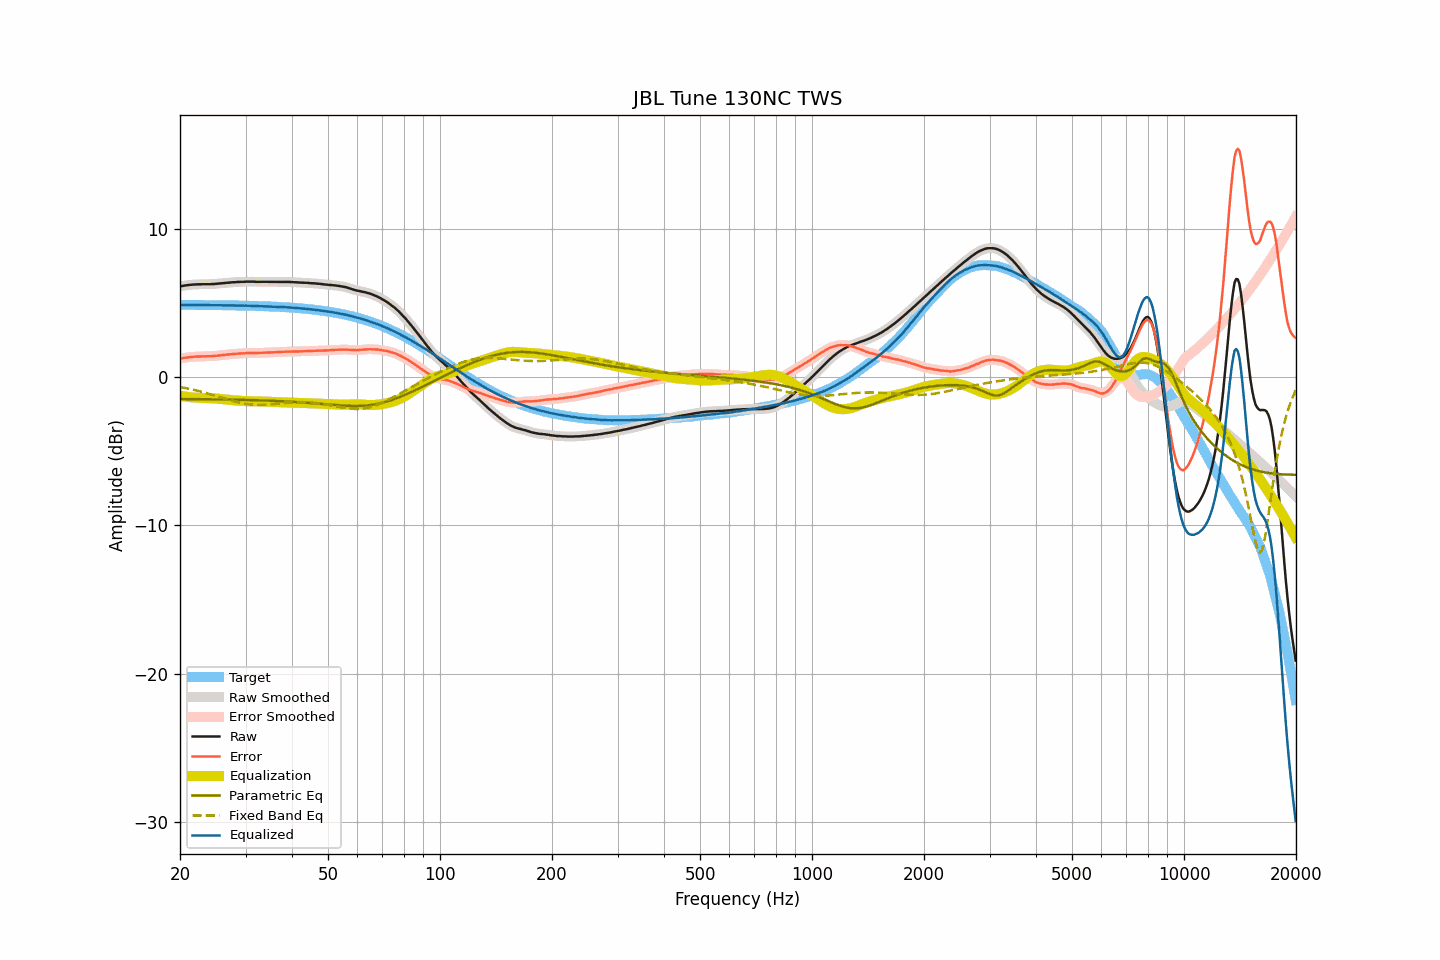 JBL Tune 130NC TWS
Amplitude (dBr)
10
0
−10
−20
−30
Target
Raw Smoothed
Error Smoothed
Raw
Error
Equalization
Parametric Eq
Fixed Band Eq
Equalized
20 50 100 200 500 1000 2000 5000 10000 20000
Frequency (Hz)